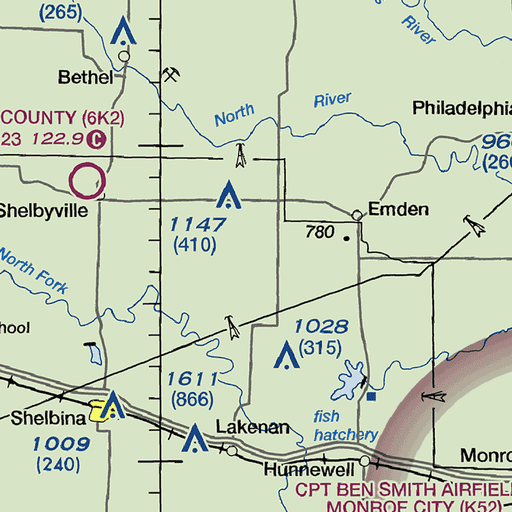 (265)
River
Bethel
North
River
Philadelphia
COUNTY (6K2)
23 122.9 C
96
(26
Shelbyville
Emden
1147
(410)
780
North Fork
hool
1028
(315)
1611
(866)
Shelbina
fish
hatchery
Lakenan
1009
(240)
Hunnewell
Monro
CPT BEN SMITH AIRFIEL
MONROE CITY (K52)